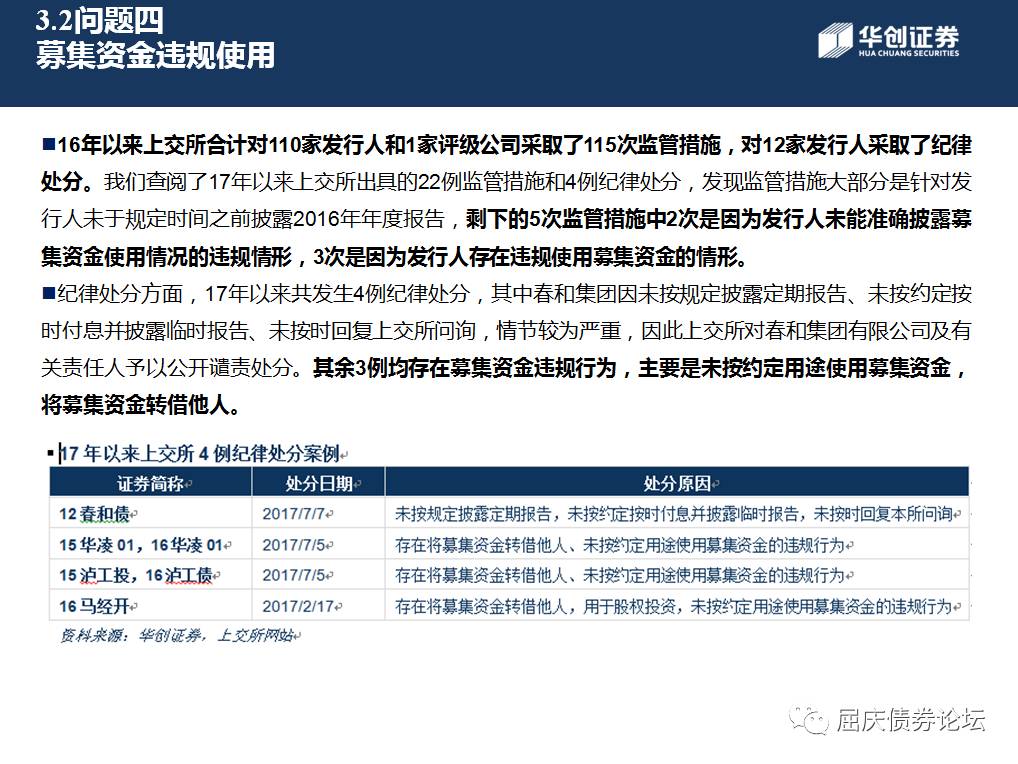 3.2问题四
募集资金违规使用
华创证券
HUA CHUANG SECURITIES
■16年以来上交所合计对110家发行人和1家评级公司采取了115次监管措施，对12家发行人采取了纪律
处分。我们查阅了17年以来上交所出具的22例监管措施和4例纪律处分，发现监管措施大部分是针对发
行人未于规定时间之前披露2016年年度报告，剩下的5次监管措施中2次是因为发行人未能准确披露募
集资金使用情况的违规情形，3次是因为发行人存在违规使用募集资金的情形。
■纪律处分方面，17年以来共发生4例纪律处分，其中春和集团因未按规定披露定期报告、未按约定按
时付息并披露临时报告、未按时回复上交所问询，情节较为严重，因此上交所对春和集团有限公司及有
关责任人予以公开谴责处分。其余3例均存在募集资金违规行为，主要是未按约定用途使用募集资金，
将募集资金转借他人。
▪17 年以来上交所 4 例纪律处分案例
证券简称 处分日期 处分原因
12 春和债 2017/7/7 未按规定披露定期报告，未按约定按时付息并披露临时报告，未按时回复本所问询
15 华凌 01，16 华凌 01 2017/7/5 存在将募集资金转借他人、未按约定用途使用募集资金的违规行为
15 泸工投，16 泸工债 2017/7/5 存在将募集资金转借他人、未按约定用途使用募集资金的违规行为
16 马经开 2017/2/17 存在将募集资金转借他人，用于股权投资，未按约定用途使用募集资金的违规行为
资料来源：华创证券，上交所网站
屈庆债券论坛